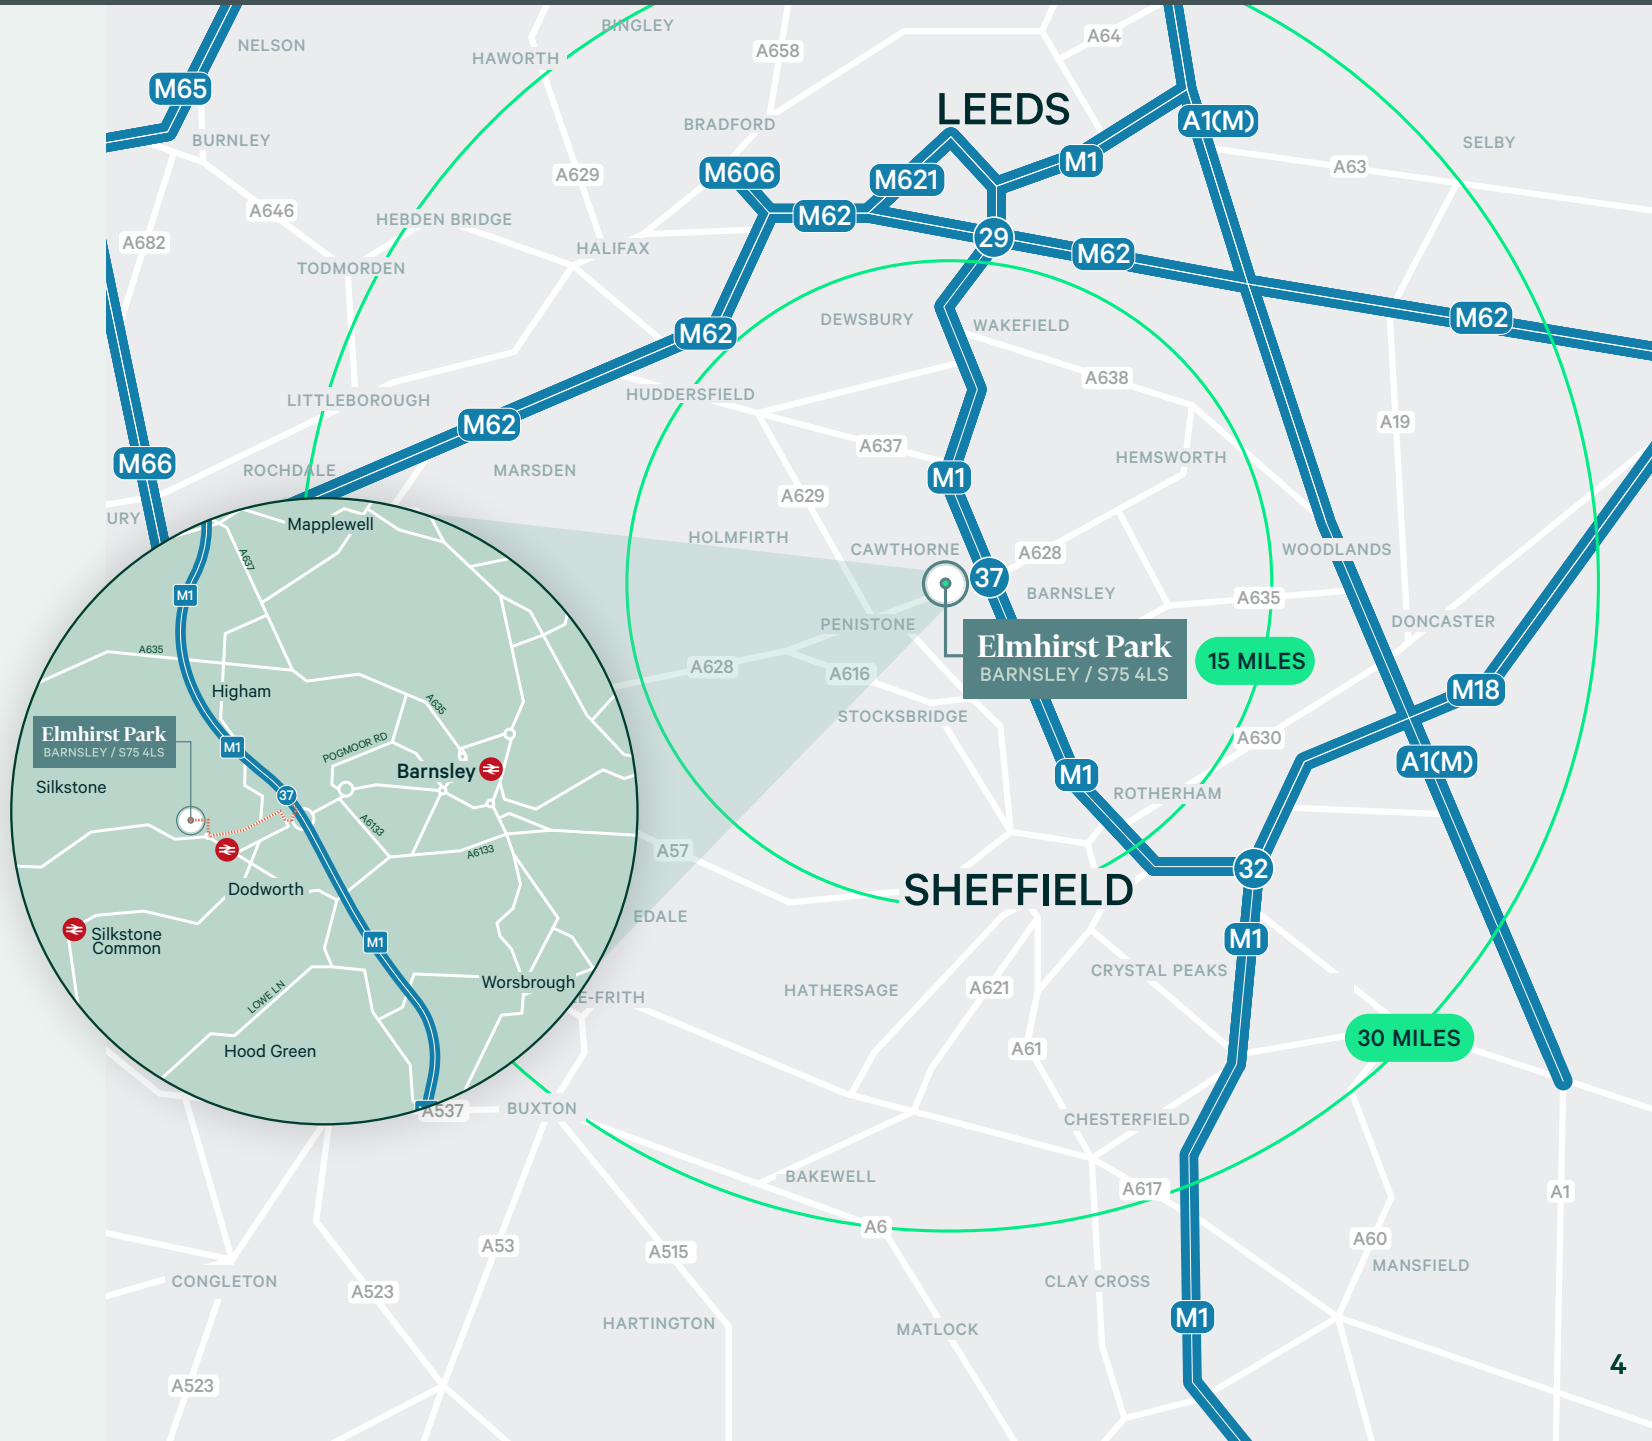 BINGLEY
NELSON
HAWORTH
A658
A64
M65
LEEDS
A1(M)
BRADFORD
BURNLEY
SELBY
M606
M621
M1
A63
A629
A646
HEBDEN BRIDGE
M62
A682
HALIFAX
29
M62
TODMORDEN
DEWSBURY
WAKEFIELD
M62
M62
A638
HUDDERSFIELD
LITTLEBOROUGH
M62
A19
A637
M66
ROCHDALE
MARSDEN
M1
HEMSWORTH
A629
URY
HOLMFIRTH
CAWTHORNE
A628
WOODLANDS
37
BARNSLEY
A635
PENISTONE
DONCASTER
Elmhirst Park
BARNSLEY / S75 4LS
15 MILES
A628
A616
M18
STOCKSBRIDGE
A630
A1(M)
M1
ROTHERHAM
A57
32
SHEFFIELD
EDALE
M1
CRYSTAL PEAKS
A621
HATHERSAGE
E-FRITH
30 MILES
A61
A537
BUXTON
CHESTERFIELD
BAKEWELL
A617
A1
A6
A60
A53
A515
MANSFIELD
CONGLETON
A523
CLAY CROSS
HARTINGTON
MATLOCK
M1
A523
4
Mapplewell
A637
M1
A635
Higham
A635
Elmhirst Park
BARNSLEY / S75 4LS
M1
POGMOOR RD
Barnsley
Silkstone
37
A6133
A6133
Dodworth
Silkstone
Common
M1
Worsbrough
LOWE LN
Hood Green